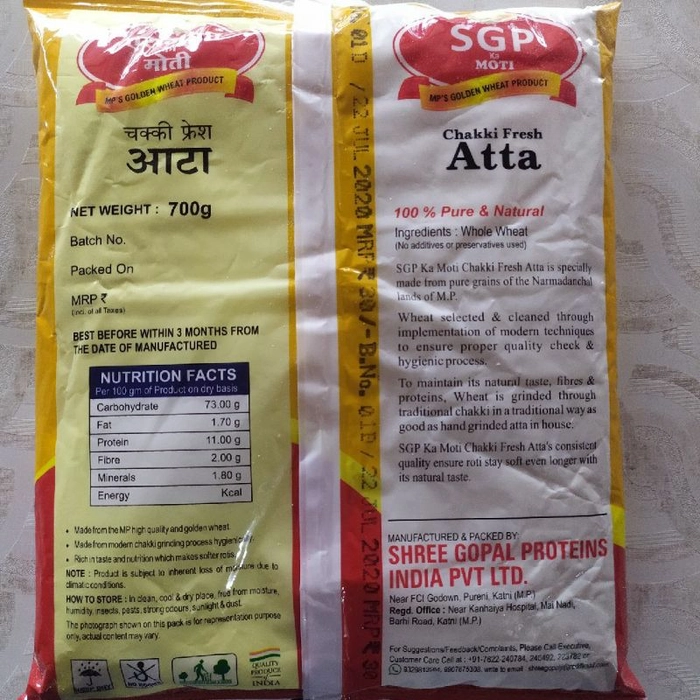 मोती
MP'S GOLDEN WHEAT PRODUCT
चक्की फ्रेश
आटा
NET WEIGHT : 700g
Batch No.
Packed On
MRP ₹
(incl. of all Taxes)
BEST BEFORE WITHIN 3 MONTHS FROM
THE DATE OF MANUFACTURED
NUTRITION FACTS
Per 100 gm of Product on dry basis
Carbohydrate 73.00 g
Fat 1.70 g
Protein 11.00 g
Fibre 2.00 g
Minerals 1.80 g
Energy Kcal
• Made from the MP high quality and golden wheat.
• Made from modern chakki grinding process hygienically.
• Rich in taste and nutrition which makes softer rotis.
NOTE : Product is subject to inherent loss of moisture due to
climatic conditions.
HOW TO STORE : In clean, cool & dry place, free from moisture,
humidity, insects, pests, strong odours, sunlight & dust.
The photograph shown on this pack is for representation purpose
only, actual content may vary.
QUALITY
PRODUCE
of
INDIA
01D / 22 JUL 2020 MRP ₹ 30/- B.No. 01D / 22 JUL 2020 MRP ₹ 30
SGP
Ka
MOTI
MP'S GOLDEN WHEAT PRODUCT
Chakki Fresh
Atta
100 % Pure & Natural
Ingredients : Whole Wheat
(No additives or preservatives used)
SGP Ka Moti Chakki Fresh Atta is specially
made from pure grains of the Narmadanchal
lands of M.P.
Wheat selected & cleaned through
implementation of modern techniques
to ensure proper quality check &
hygienic process.
To maintain its natural taste, fibres &
proteins, Wheat is grinded through
traditional chakki in a traditional way as
good as hand grinded atta in house.
SGP Ka Moti Chakki Fresh Atta's consistent
quality ensure roti stay soft even longer with
its natural taste.
MANUFACTURED & PACKED BY:
SHREE GOPAL PROTEINS
INDIA PVT LTD.
Near FCI Godown, Pureni, Katni (M.P.)
Regd. Office : Near Kanhaiya Hospital, Mai Nadi,
Barhi Road, Katni (M.P.)
For Suggestions/Feedback/Complaints, Please Call Executive,
Customer Care Cell at : +91-7622-240784,
write to email :